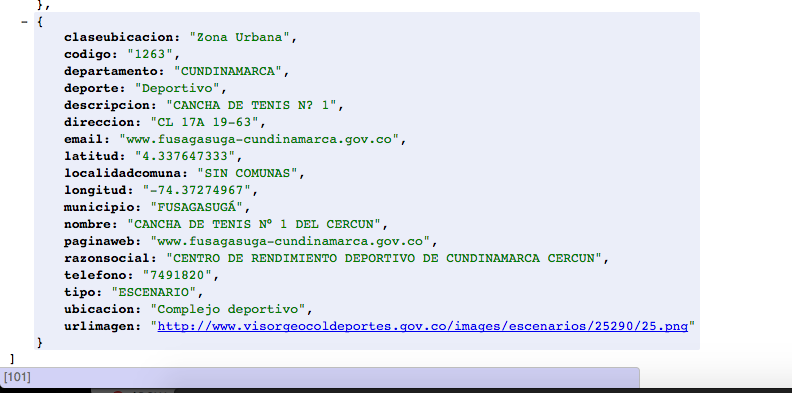 },
- {
claseubicacion: "Zona Urbana",
codigo: "1263",
departamento: "CUNDINAMARCA",
deporte: "Deportivo",
descripcion: "CANCHA DE TENIS N? 1",
direccion: "CL 17A 19-63",
email: "www.fusagasuga-cundinamarca.gov.co",
latitud: "4.337647333",
localidadcomuna: "SIN COMUNAS",
longitud: "-74.37274967",
municipio: "FUSAGASUGÁ",
nombre: "CANCHA DE TENIS Nº 1 DEL CERCUN",
paginaweb: "www.fusagasuga-cundinamarca.gov.co",
razonsocial: "CENTRO DE RENDIMIENTO DEPORTIVO DE CUNDINAMARCA CERCUN",
telefono: "7491820",
tipo: "ESCENARIO",
ubicacion: "Complejo deportivo",
urlimagen: "http://www.visorgeocoldeportes.gov.co/images/escenarios/25290/25.png"
}
]
[101]